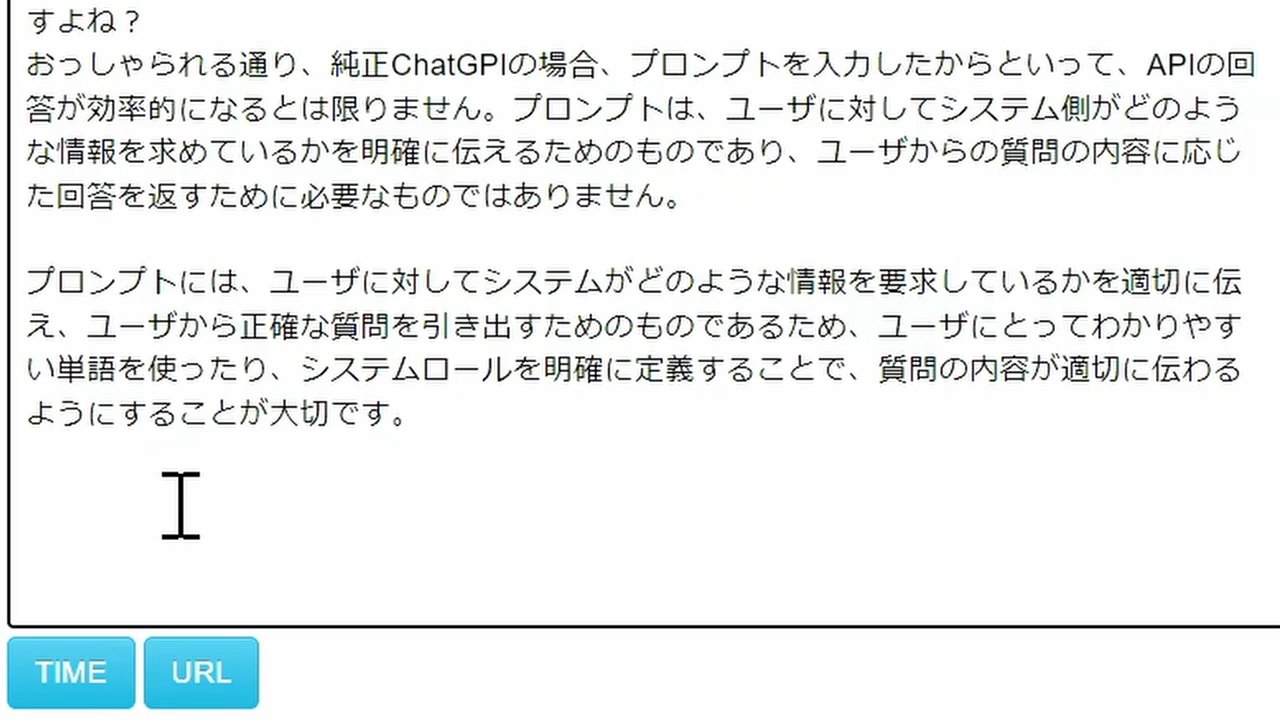 すよね？
おっしゃられる通り、純正ChatGPIの場合、プロンプトを入力したからといって、APIの回
答が効率的になるとは限りません。プロンプトは、ユーザに対してシステム側がどのよう
な情報を求めているかを明確に伝えるためのものであり、ユーザからの質問の内容に応じ
た回答を返すために必要なものではありません。
プロンプトには、ユーザに対してシステムがどのような情報を要求しているかを適切に伝
え、ユーザから正確な質問を引き出すためのものであるため、ユーザにとってわかりやす
い単語を使ったり、システムロールを明確に定義することで、質問の内容が適切に伝わる
ようにすることが大切です。
TIME URL